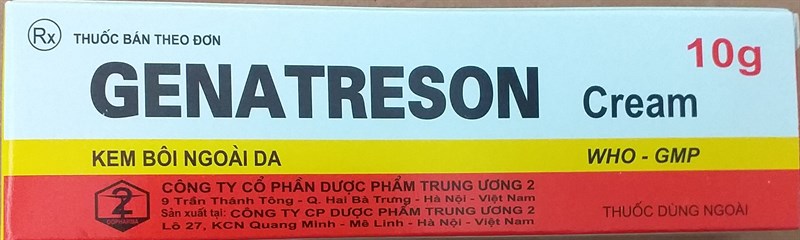 Rx THUỐC BÁN THEO ĐƠN
10g
GENATRESON Cream
KEM BÔI NGOÀI DA WHO - GMP
CÔNG TY CỔ PHẦN DƯỢC PHẨM TRUNG ƯƠNG 2
9 Trần Thánh Tông - Q. Hai Bà Trưng - Hà Nội - Việt Nam
Sản xuất tại: CÔNG TY CP DƯỢC PHẨM TRUNG ƯƠNG 2
Lô 27, KCN Quang Minh - Mê Linh - Hà Nội - Việt Nam
THUỐC DÙNG NGOÀI
2
DOPHARMA